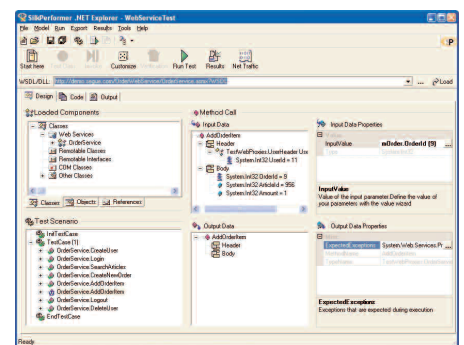 SilkPerformer .NET Explorer - WebServiceTest
File Model Run Export Results Tools Help
Start here
Customize
Run Test
Results
Net Traffic
WSDL/DLL:
Load
Design
Code
Output
Loaded Components
Classes
Web Services
OrderService
Remotable Classes
Remotable Interfaces
COM Classes
Other Classes
Classes
Objects
References
Method Call
Input Data
AddOrderItem
Header
TestWebProxies.UserHeader Use
System.Int32 UserId = 11
Body
System.Int32 OrderId = 9
System.Int32 ArticleId = 956
System.Int32 Amount = 1
Input Data Properties
InputValue
mOrder.OrderId (9)
InputValue
Value of the input parameter.Define the value of
your parameters with the value wizard
Test Scenario
InitTestCase
TestCase (1)
OrderService.CreateUser
OrderService.Login
OrderService.SearchArticles
OrderService.CreateNewOrder
OrderService.AddOrderItem
OrderService.AddOrderItem
OrderService.Logout
OrderService.DeleteUser
EndTestCase
Output Data
AddOrderItem
Header
Body
Output Data Properties
ExpectedExceptions
System.Web.Services.Pr
ExpectedExceptions
Exceptions that are expected during execution
Ready